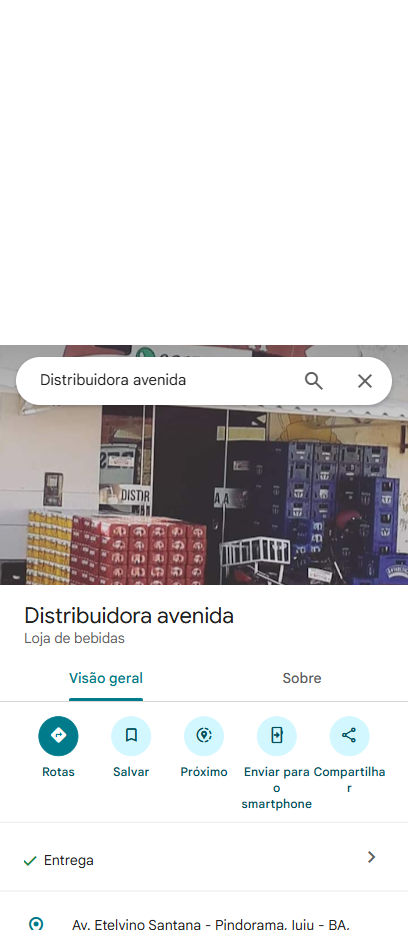 Distribuidora avenida
DISTR
Distribuidora avenida
Loja de bebidas
Visão geral
Sobre
Rotas
Salvar
Próximo
Enviar para o smartphone
Compartilhar
Entrega
Av. Etelvino Santana - Pindorama, Iuiu - BA,